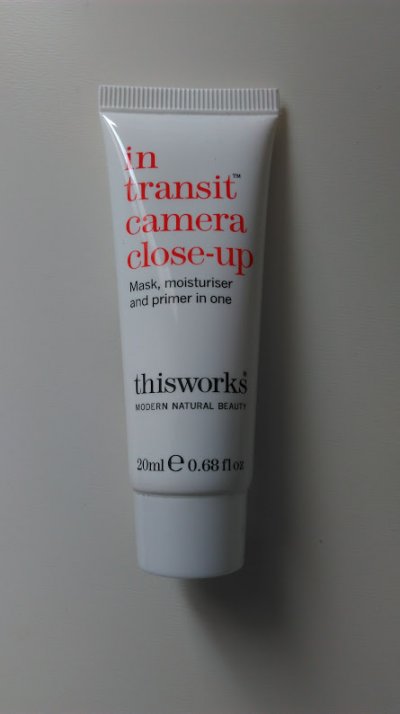 in
transit™
camera
close-up
Mask, moisturiser
and primer in one
thisworks®
MODERN NATURAL BEAUTY
20ml ℮ 0.68 fl oz